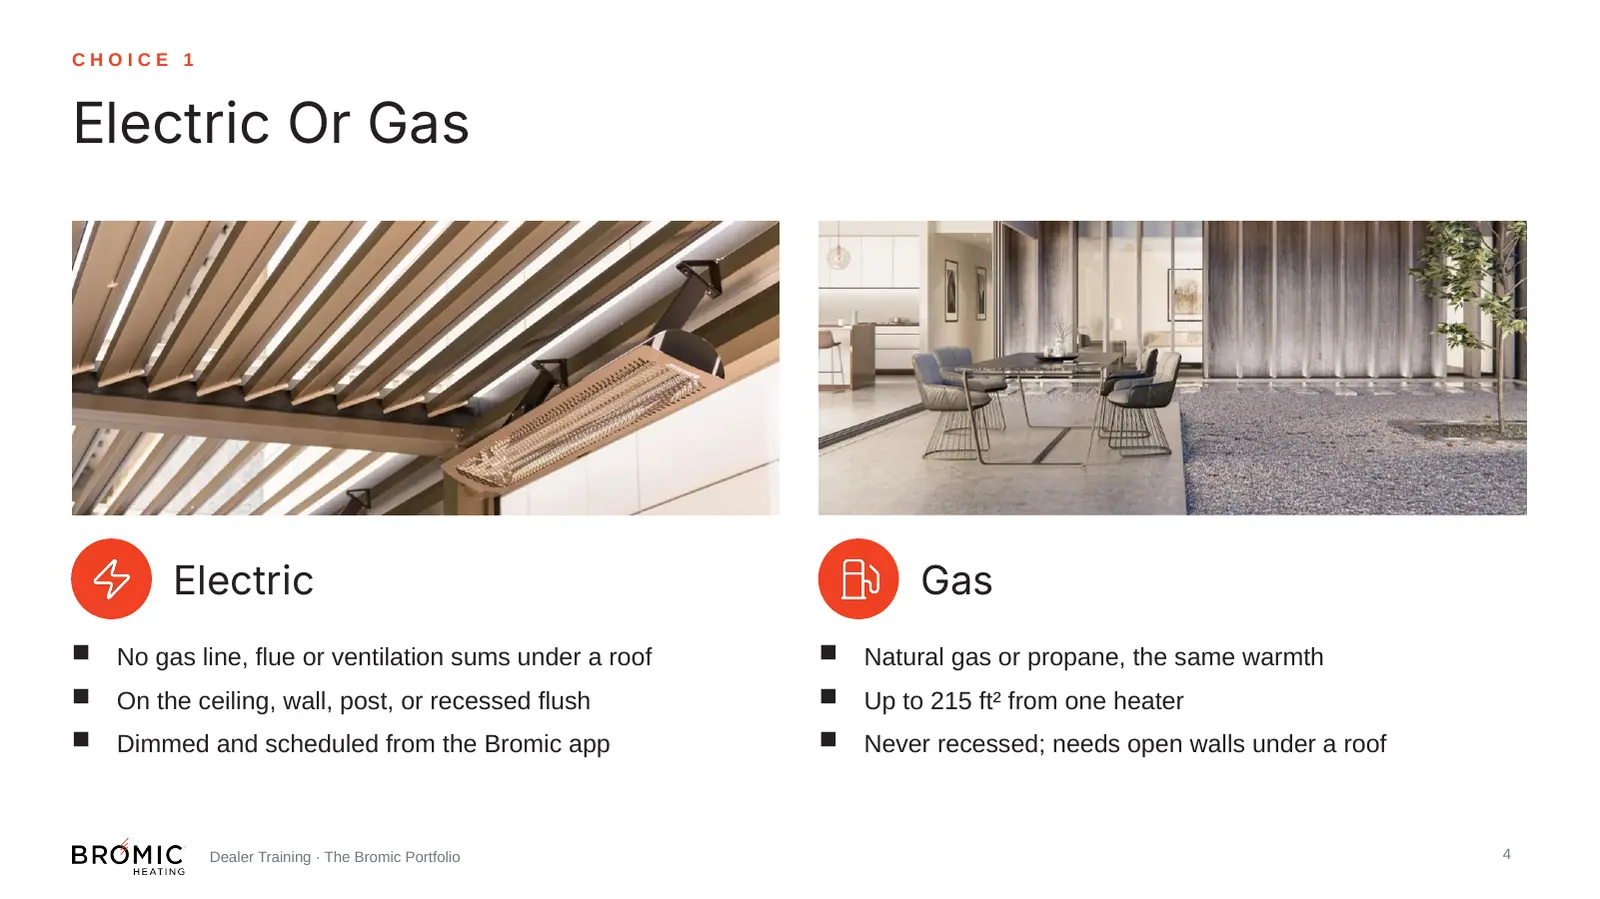 CHOICE 1
Electric Or Gas
Electric
No gas line, flue or ventilation sums under a roof
On the ceiling, wall, post, or recessed flush
Dimmed and scheduled from the Bromic app
Gas
Natural gas or propane, the same warmth
Up to 215 ft² from one heater
Never recessed; needs open walls under a roof
BROMIC
HEATING
Dealer Training · The Bromic Portfolio
4